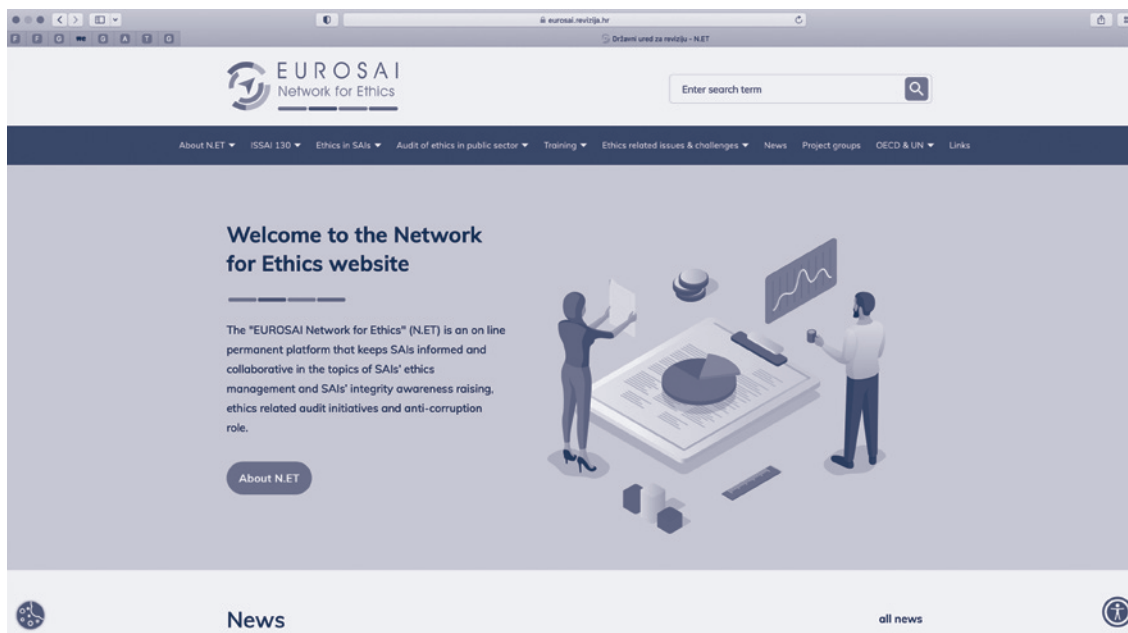 eurosai.revizija.hr
F F G we G A T G
Državni ured za reviziju - N.ET
EUROSAI
Network for Ethics
Enter search term
About N.ET ISSAI 130 Ethics in SAIs Audit of ethics in public sector Training Ethics related issues & challenges News Project groups OECD & UN Links
Welcome to the Network
for Ethics website
The "EUROSAI Network for Ethics" (N.ET) is an on line
permanent platform that keeps SAIs informed and
collaborative in the topics of SAIs' ethics
management and SAIs' integrity awareness raising,
ethics related audit initiatives and anti-corruption
role.
About N.ET
News
all news